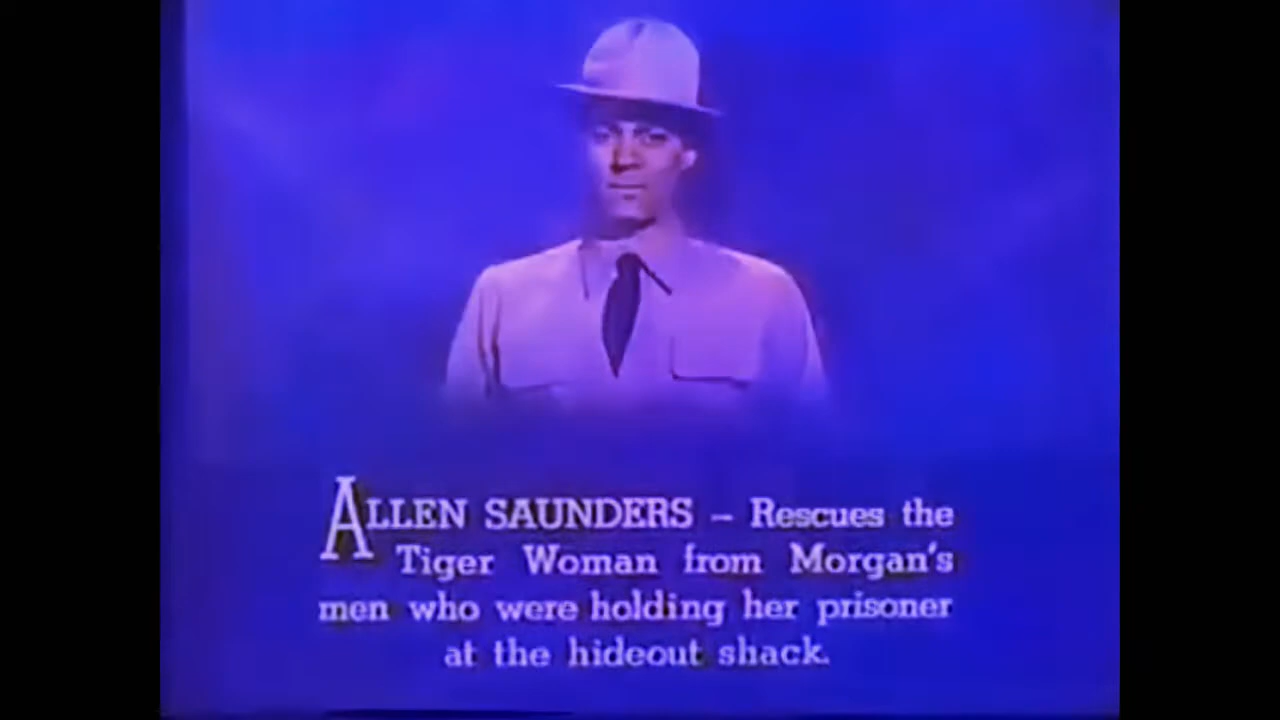 ALLEN SAUNDERS – Rescues the
Tiger Woman from Morgan's
men who were holding her prisoner
at the hideout shack.